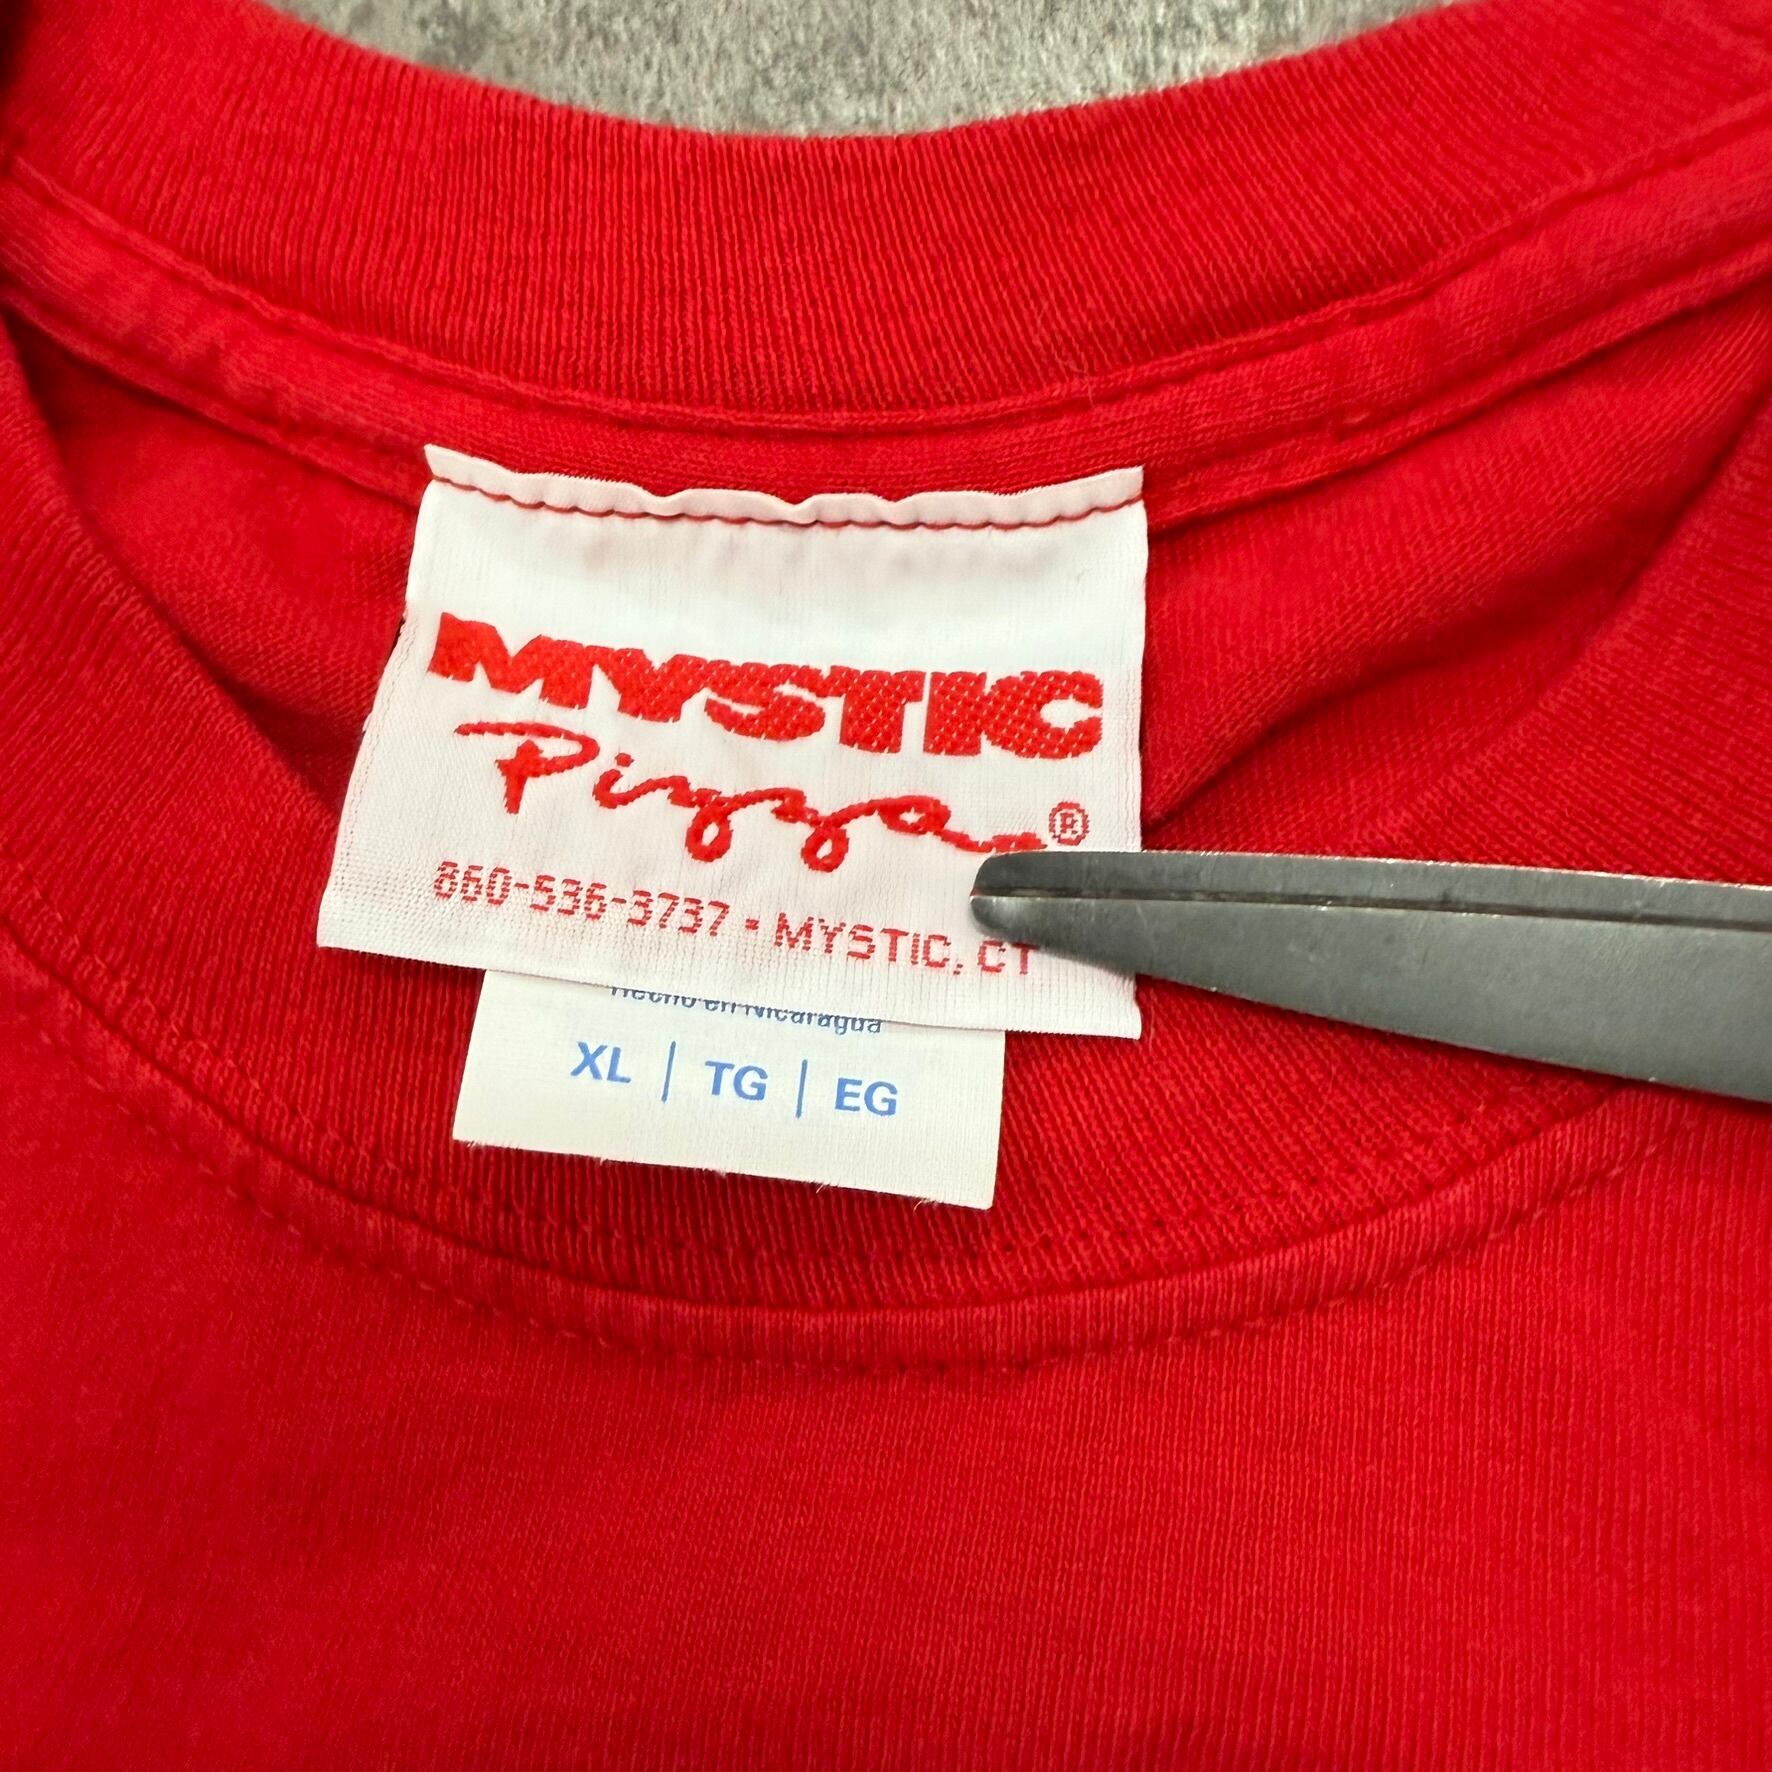 MYSTIC
Pizza®
860-536-3737 • MYSTIC, CT
Hecho en Nicaragua
XL | TG | EG